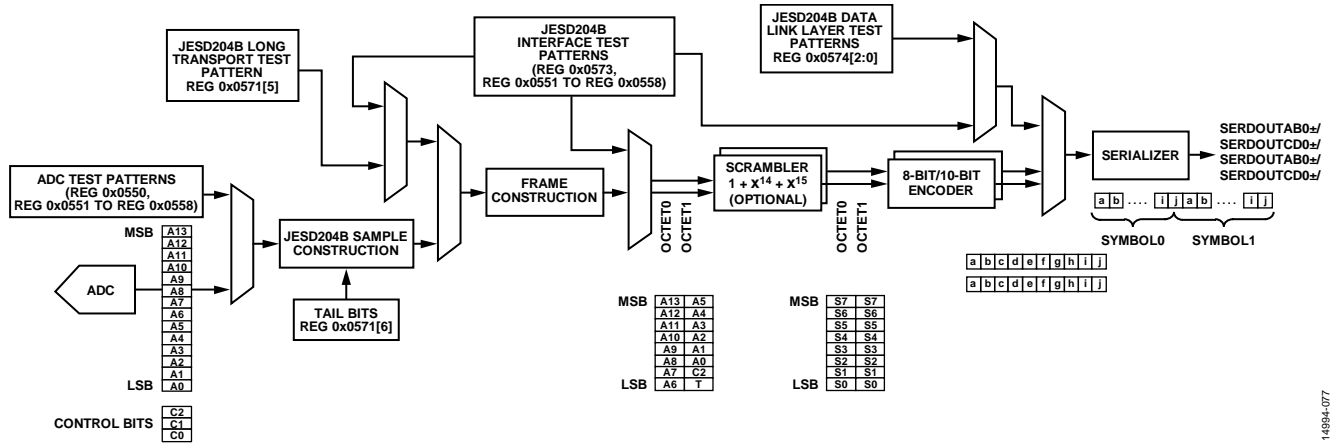 JESD204B LONG
TRANSPORT TEST
PATTERN
REG 0x0571[5]
JESD204B
INTERFACE TEST
PATTERNS
(REG 0x0573,
REG 0x0551 TO REG 0x0558)
JESD204B DATA
LINK LAYER TEST
PATTERNS
REG 0x0574[2:0]
ADC TEST PATTERNS
(REG 0x0550,
REG 0x0551 TO REG 0x0558)
MSB
A13
A12
A11
A10
A9
A8
A7
A6
A5
A4
A3
A2
A1
LSB A0
ADC
CONTROL BITS
C2
C1
C0
JESD204B SAMPLE
CONSTRUCTION
TAIL BITS
REG 0x0571[6]
FRAME
CONSTRUCTION
OCTET0
OCTET1
SCRAMBLER
1 + X14 + X15
(OPTIONAL)
OCTET0
OCTET1
8-BIT/10-BIT
ENCODER
SERIALIZER
SERDOUTAB0±/
SERDOUTCD0±/
SERDOUTAB0±/
SERDOUTCD0±/
a b .... i j a b .... i j
SYMBOL0 SYMBOL1
a b c d e f g h i j
a b c d e f g h i j
MSB A13 A5
A12 A4
A11 A3
A10 A2
A9 A1
A8 A0
A7 C2
LSB A6 T
MSB S7 S7
S6 S6
S5 S5
S4 S4
S3 S3
S2 S2
S1 S1
LSB S0 S0
14994-077